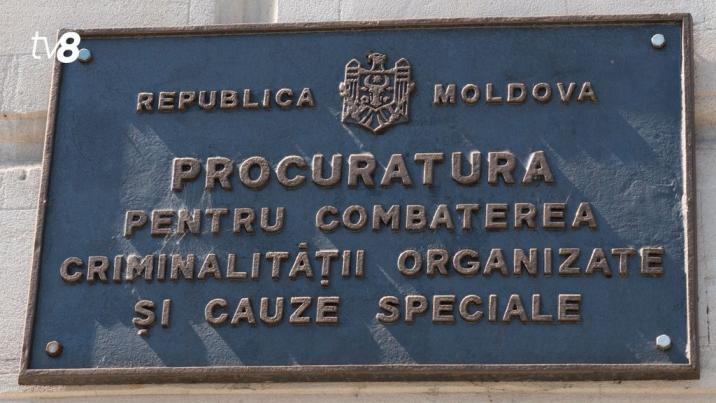 tv8
REPUBLICA MOLDOVA
PROCURATURA
PENTRU COMBATEREA
CRIMINALITĂȚII ORGANIZATE
ȘI CAUZE SPECIALE